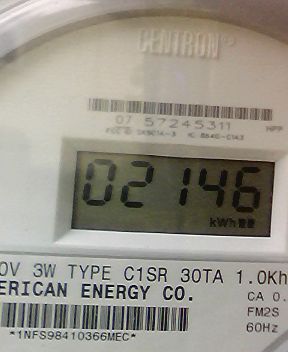 CENTRON
07 57245311
02146
kWh
0V 3W TYPE C1SR 30TA 1.0Kh
ERICAN ENERGY CO.
CA 0.
FM2S
60Hz
*1NFS98410366MEC*